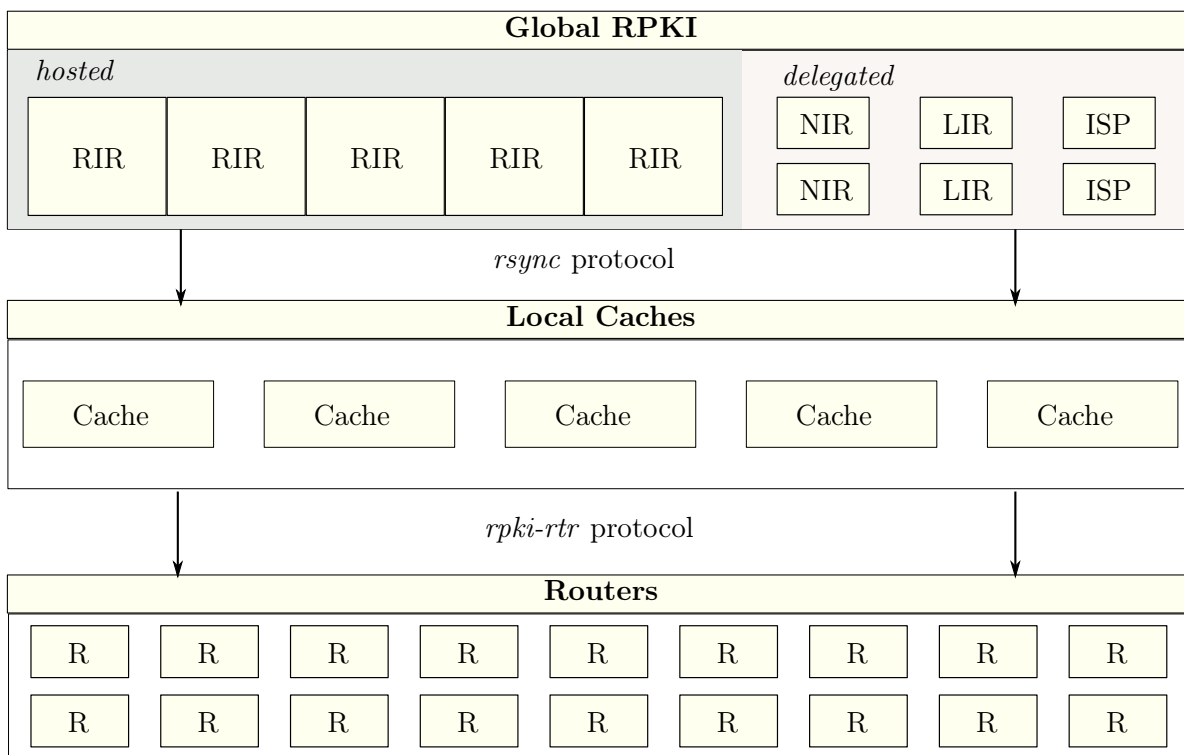 Global RPKI
hosted
delegated
RIR RIR RIR RIR RIR
NIR LIR ISP
NIR LIR ISP
rsync protocol
Local Caches
Cache Cache Cache Cache Cache
rpki-rtr protocol
Routers
R R R R R R R R R
R R R R R R R R R